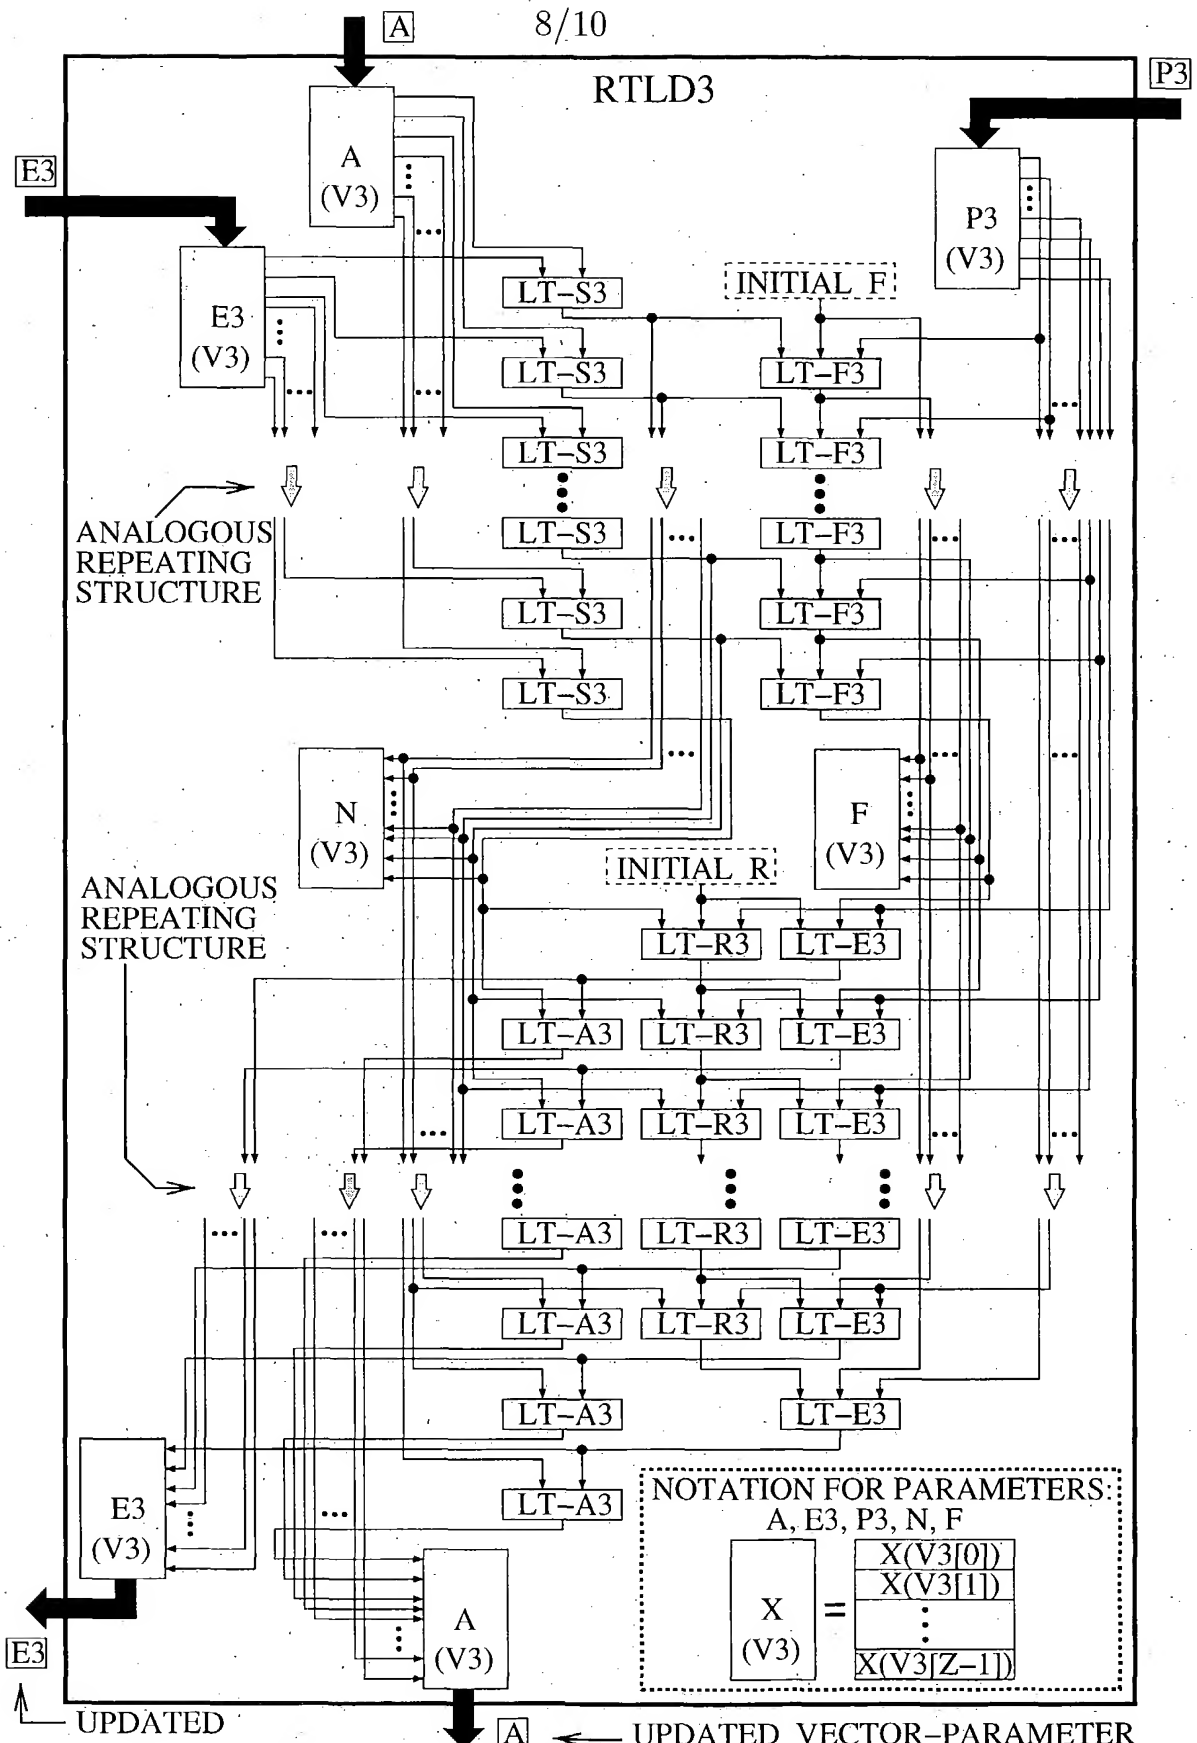 8/10
A
RTLD3
P3
E3
A
(V3)
P3
(V3)
E3
(V3)
INITIAL F
LT-S3
LT-S3
LT-F3
LT-S3
LT-F3
ANALOGOUS
REPEATING
STRUCTURE
LT-S3
LT-F3
LT-S3
LT-F3
LT-S3
LT-F3
N
(V3)
F
(V3)
INITIAL R
ANALOGOUS
REPEATING
STRUCTURE
LT-R3
LT-E3
LT-A3
LT-R3
LT-E3
LT-A3
LT-R3
LT-E3
LT-A3
LT-R3
LT-E3
LT-A3
LT-R3
LT-E3
LT-A3
LT-E3
LT-A3
E3
(V3)
A
(V3)
NOTATION FOR PARAMETERS:
A, E3, P3, N, F
X
(V3)
=
X(V3[0])
X(V3[1])
X(V3[Z-1])
E3
UPDATED
A
UPDATED VECTOR-PARAMETER